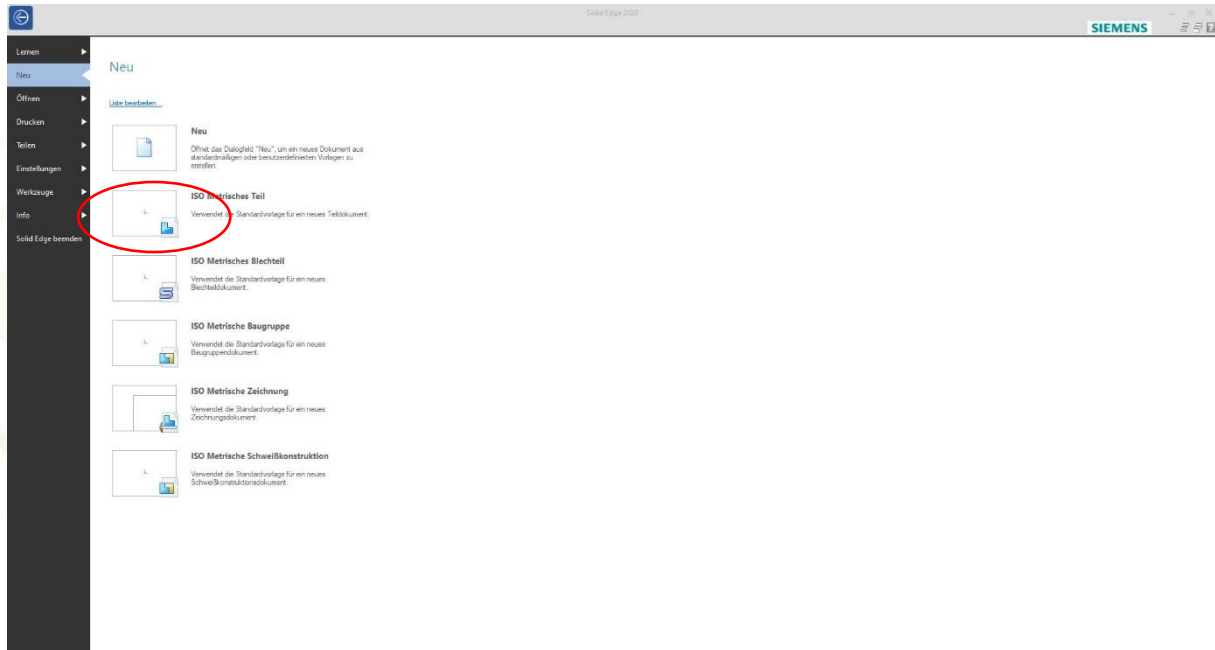 Solid Edge 2020
SIEMENS
Lernen
Neu
Öffnen
Drucken
Teilen
Einstellungen
Werkzeuge
Info
Solid Edge beenden
Neu
Liste bearbeiten...
Neu
Öffnet das Dialogfeld "Neu", um ein neues Dokument aus
standardmäßigen oder benutzerdefinierten Vorlagen zu
erstellen.
ISO Metrisches Teil
Verwendet die Standardvorlage für ein neues Teildokument.
ISO Metrisches Blechteil
Verwendet die Standardvorlage für ein neues
Blechteildokument.
ISO Metrische Baugruppe
Verwendet die Standardvorlage für ein neues
Baugruppendokument.
ISO Metrische Zeichnung
Verwendet die Standardvorlage für ein neues
Zeichnungsdokument.
ISO Metrische Schweißkonstruktion
Verwendet die Standardvorlage für ein neues
Schweißkonstruktionsdokument.